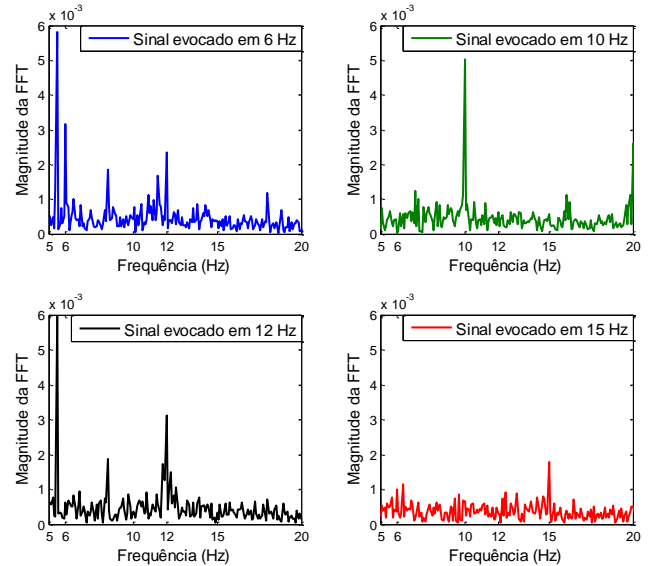 x 10^-3
Sinal evocado em 6 Hz
Magnitude da FFT
6
5
4
3
2
1
0
5 6 10 12 15 20
Frequência (Hz)
x 10^-3
Sinal evocado em 10 Hz
Magnitude da FFT
6
5
4
3
2
1
0
5 6 10 12 15 20
Frequência (Hz)
x 10^-3
Sinal evocado em 12 Hz
Magnitude da FFT
6
5
4
3
2
1
0
5 6 10 12 15 20
Frequência (Hz)
x 10^-3
Sinal evocado em 15 Hz
Magnitude da FFT
6
5
4
3
2
1
0
5 6 10 12 15 20
Frequência (Hz)